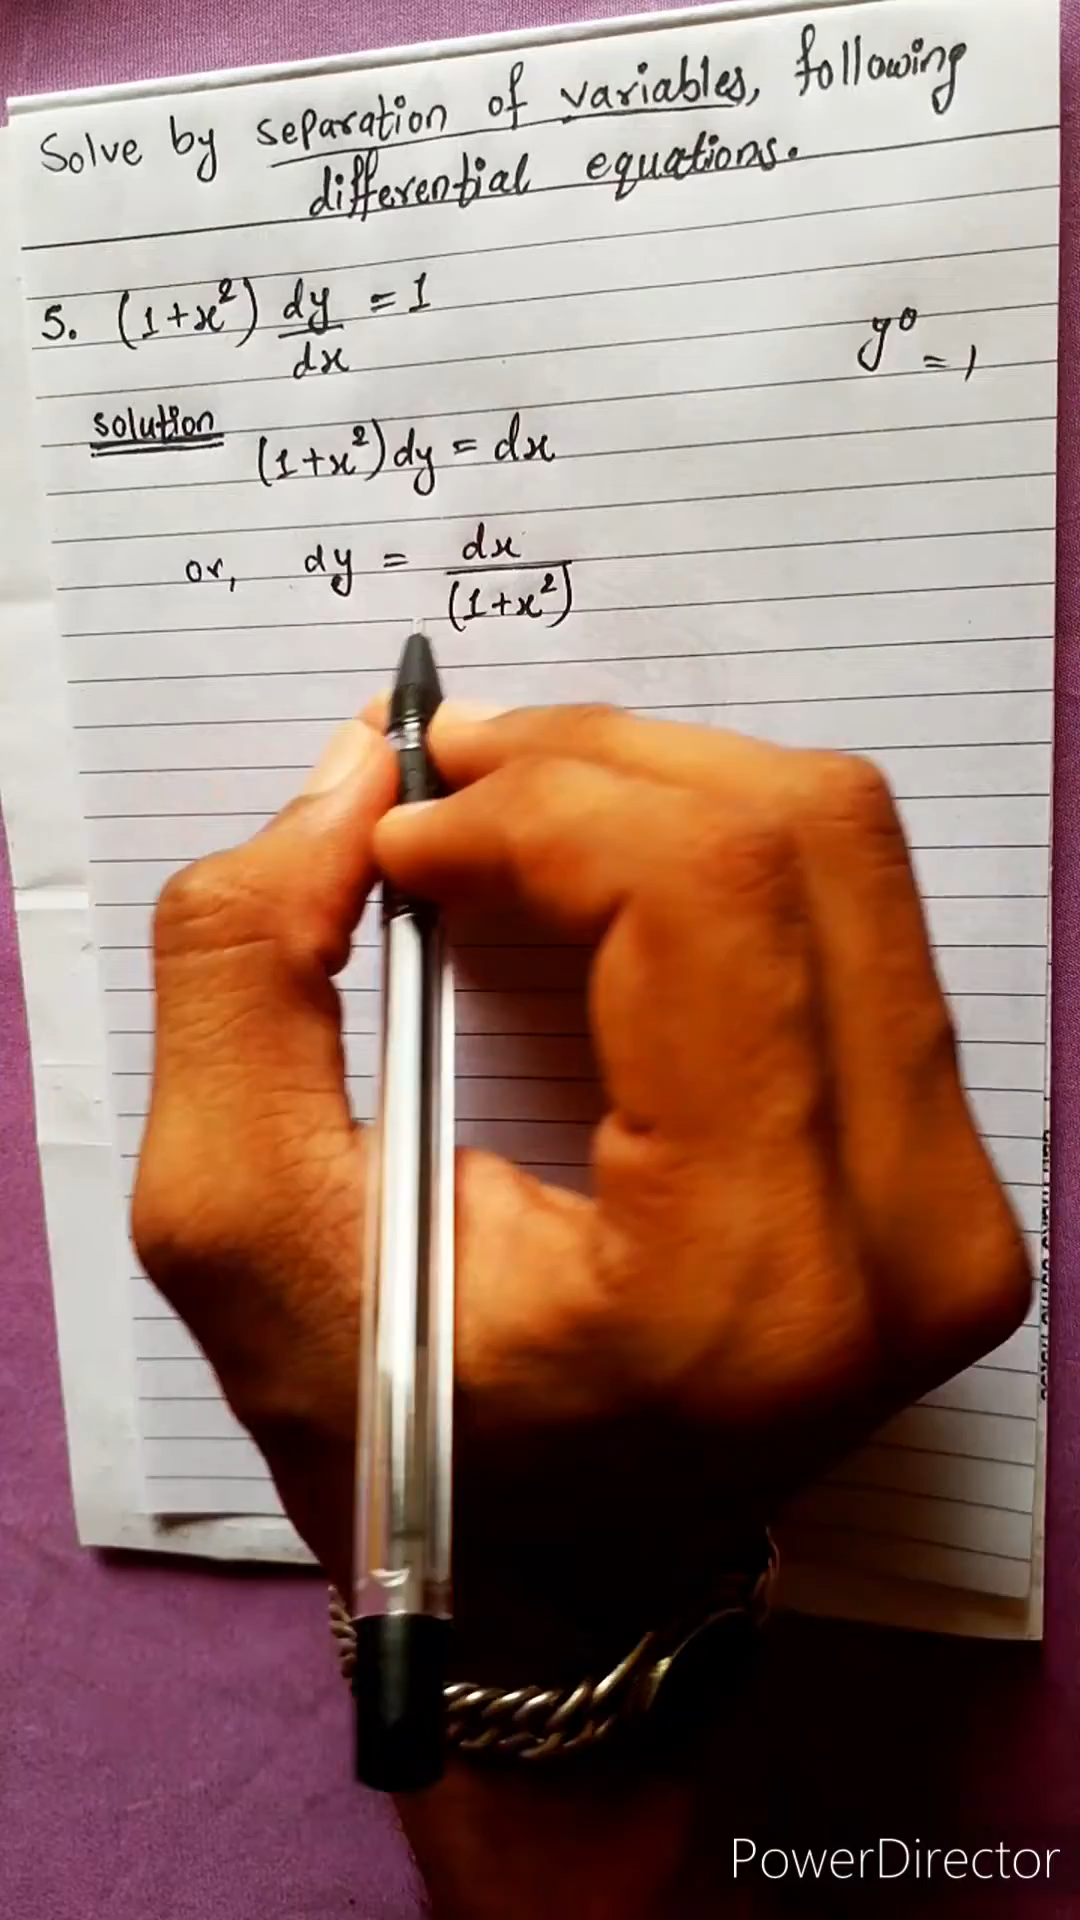 Solve by separation of variables, following
differential equations.
5. (1+x²) dy/dx = 1
y⁰ = 1
solution
(1+x²)dy = dx
or, dy = dx/(1+x²)
PowerDirector